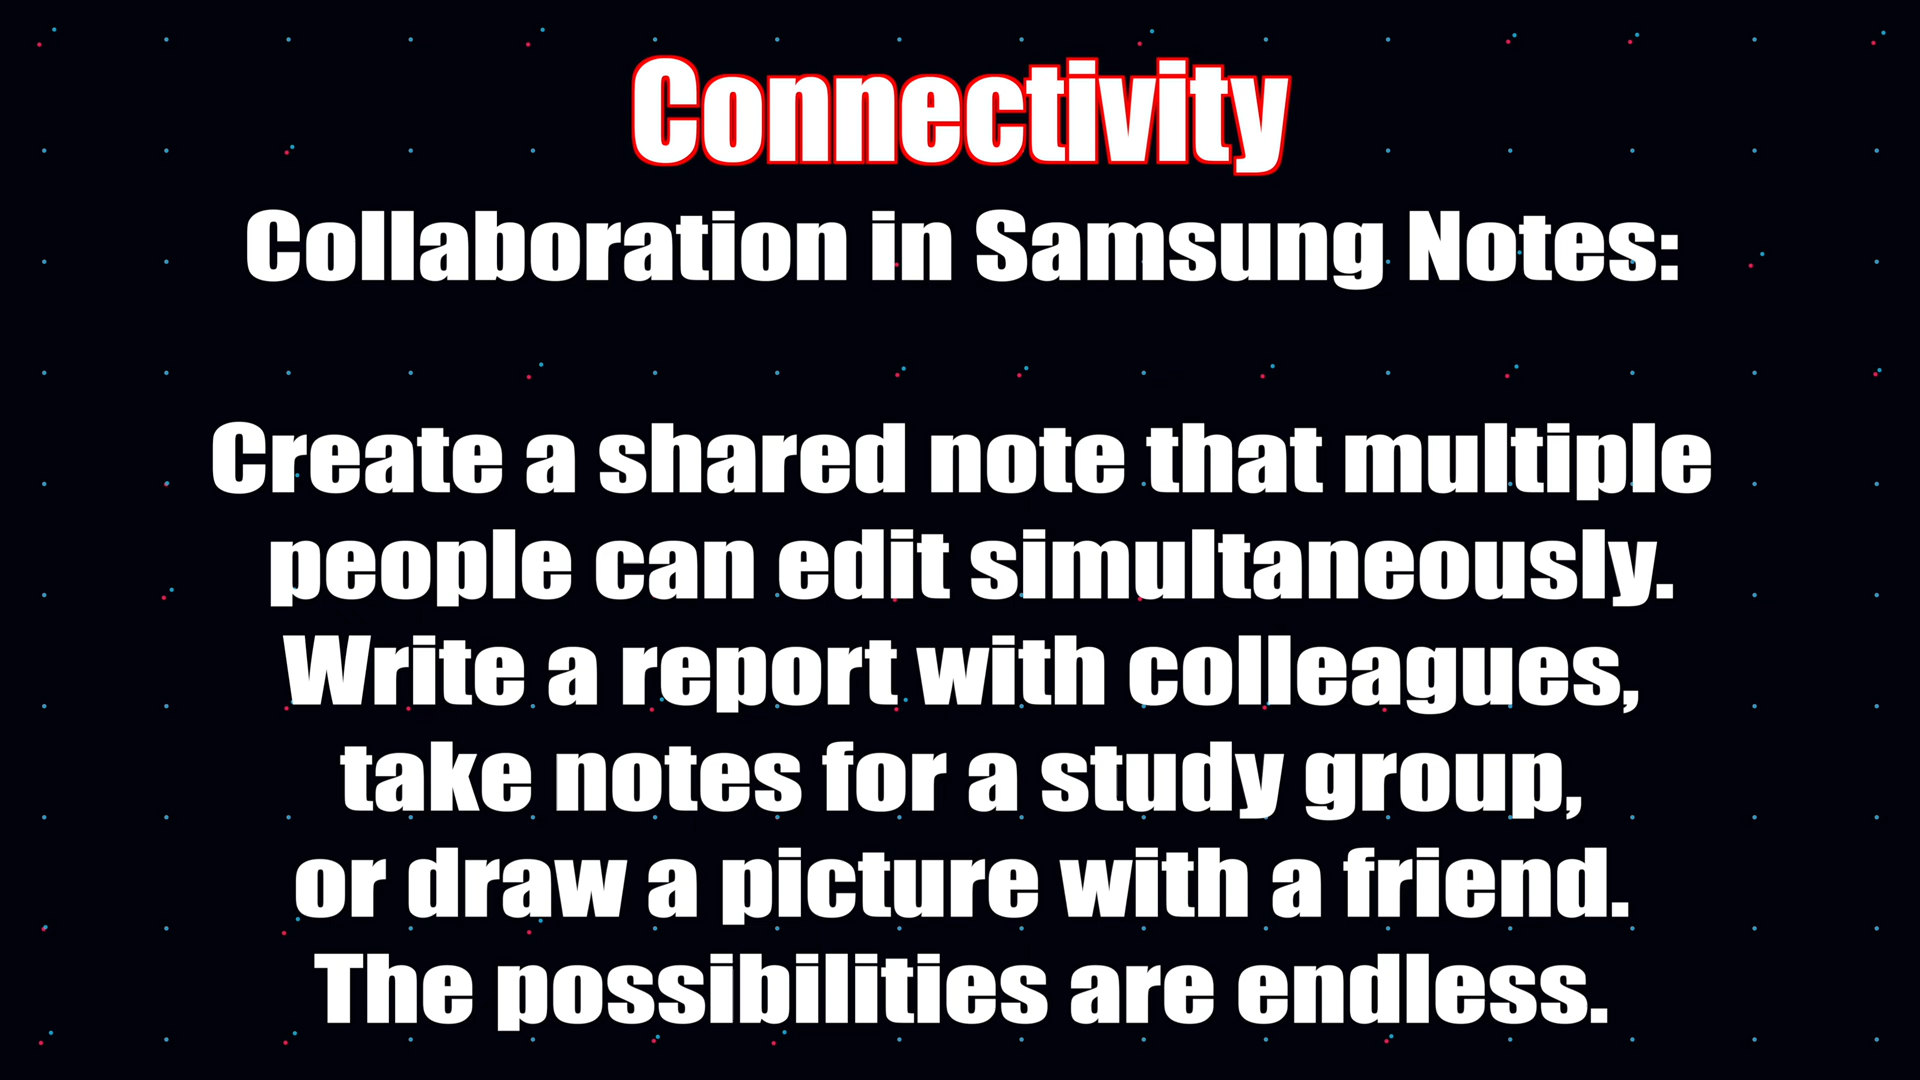 Connectivity
Collaboration in Samsung Notes:
Create a shared note that multiple
people can edit simultaneously.
Write a report with colleagues,
take notes for a study group,
or draw a picture with a friend.
The possibilities are endless.